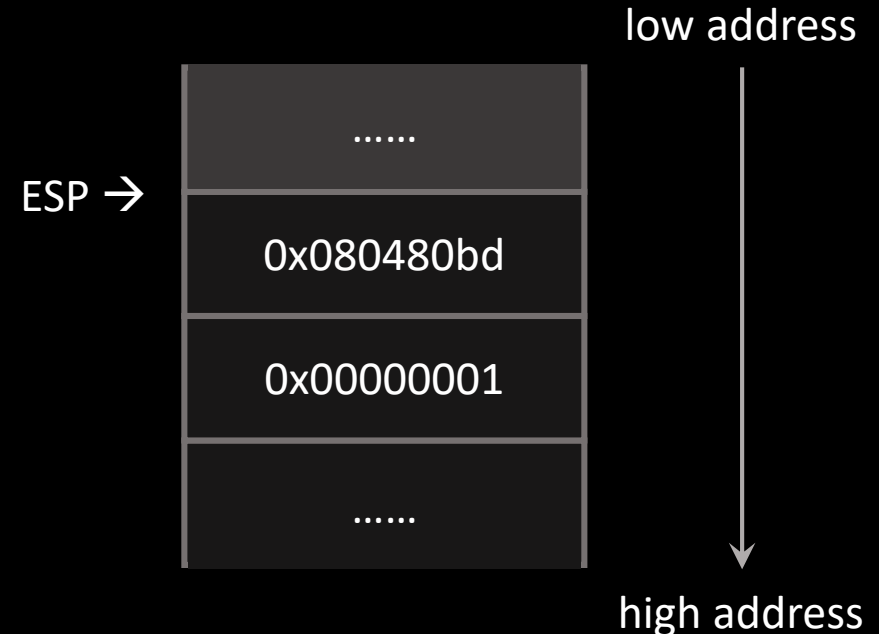 low address
……
ESP →
0x080480bd
0x00000001
……
high address